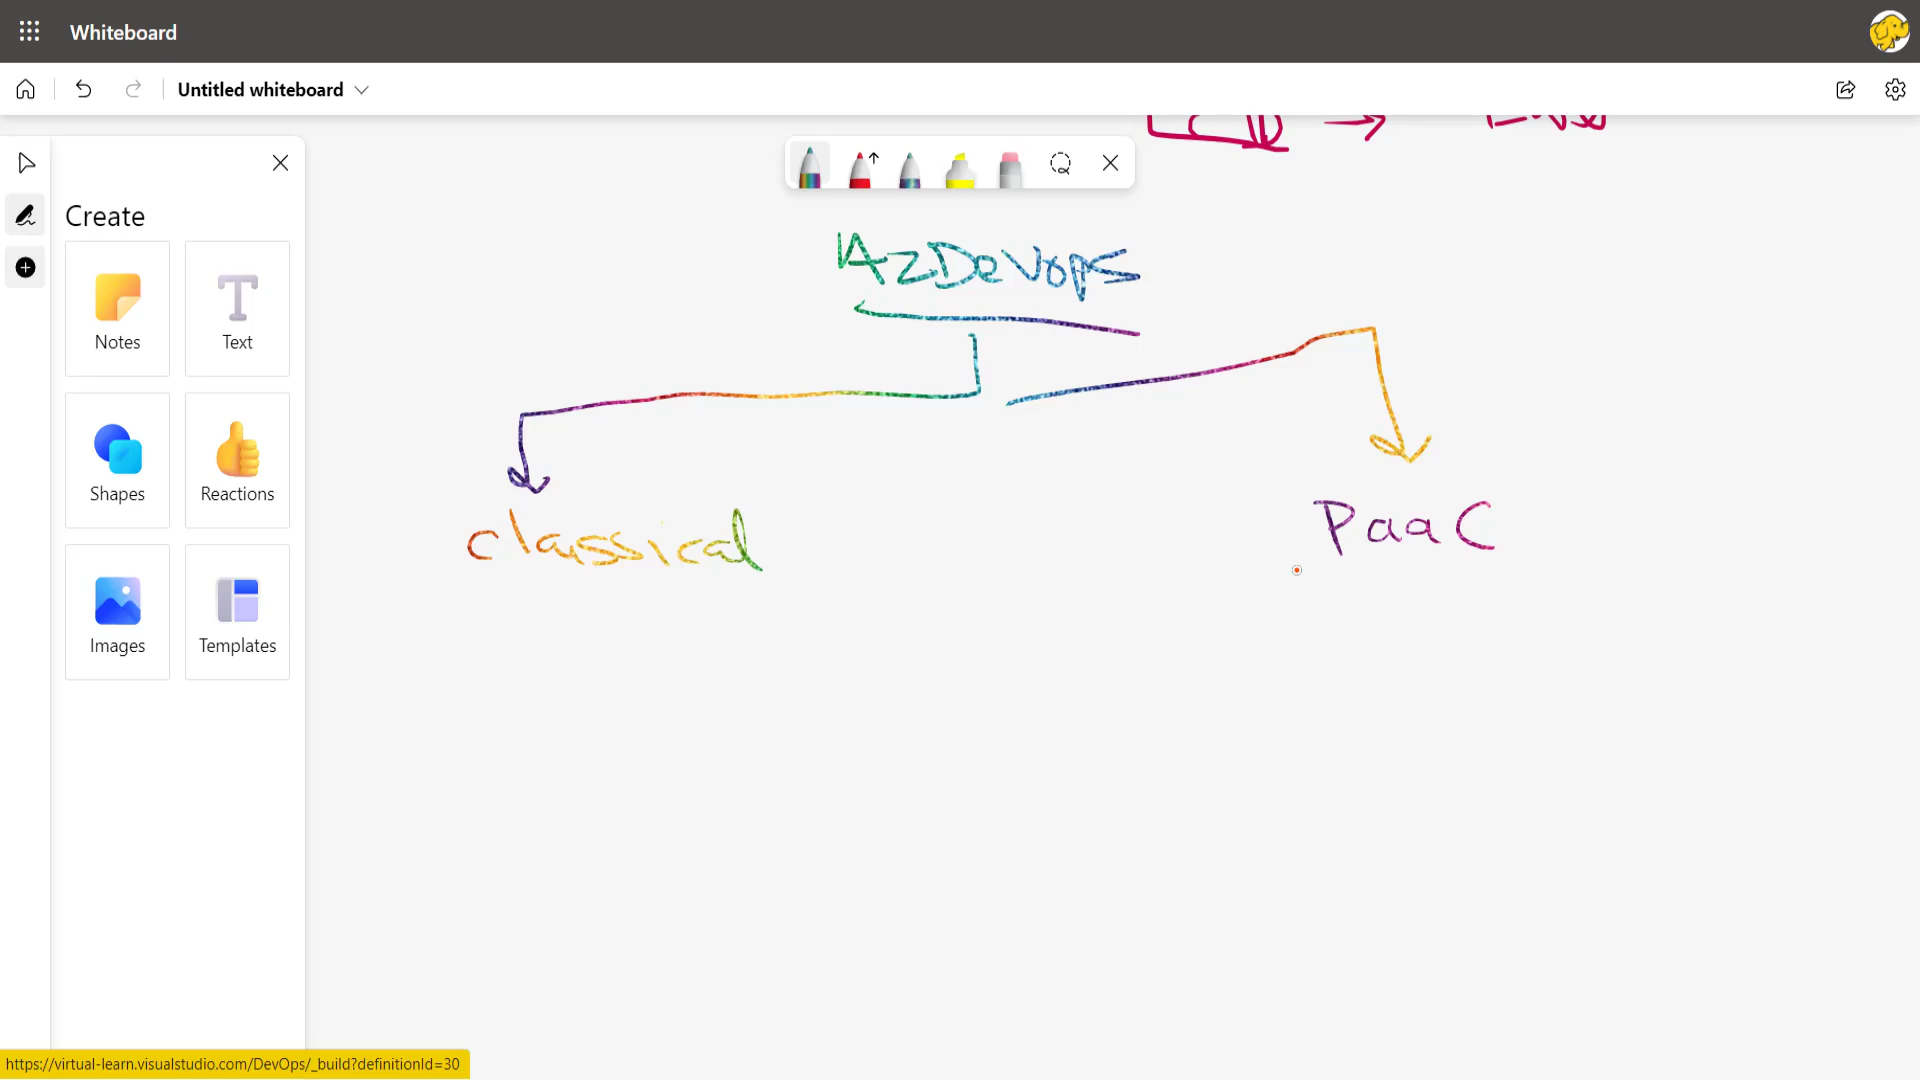 Whiteboard
Untitled whiteboard
Create
Notes
Text
Shapes
Reactions
Images
Templates
AzDevops
classical
PaaC
https://virtual-learn.visualstudio.com/DevOps/_build?definitionId=30